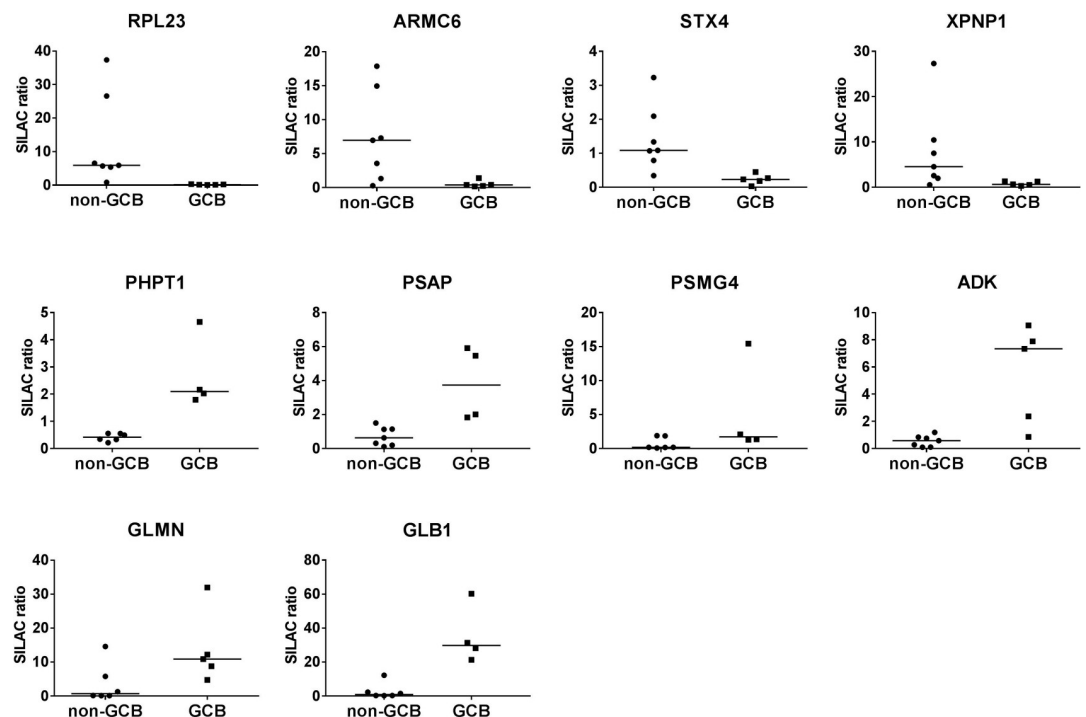 RPL23
ARMC6
STX4
XPNP1
SILAC ratio
40
30
20
10
0
non-GCB
GCB
SILAC ratio
20
15
10
5
0
non-GCB
GCB
SILAC ratio
4
3
2
1
0
non-GCB
GCB
SILAC ratio
30
20
10
0
non-GCB
GCB
PHPT1
PSAP
PSMG4
ADK
SILAC ratio
5
4
3
2
1
0
non-GCB
GCB
SILAC ratio
8
6
4
2
0
non-GCB
GCB
SILAC ratio
20
15
10
5
0
non-GCB
GCB
SILAC ratio
10
8
6
4
2
0
non-GCB
GCB
GLMN
GLB1
SILAC ratio
40
30
20
10
0
non-GCB
GCB
SILAC ratio
80
60
40
20
0
non-GCB
GCB